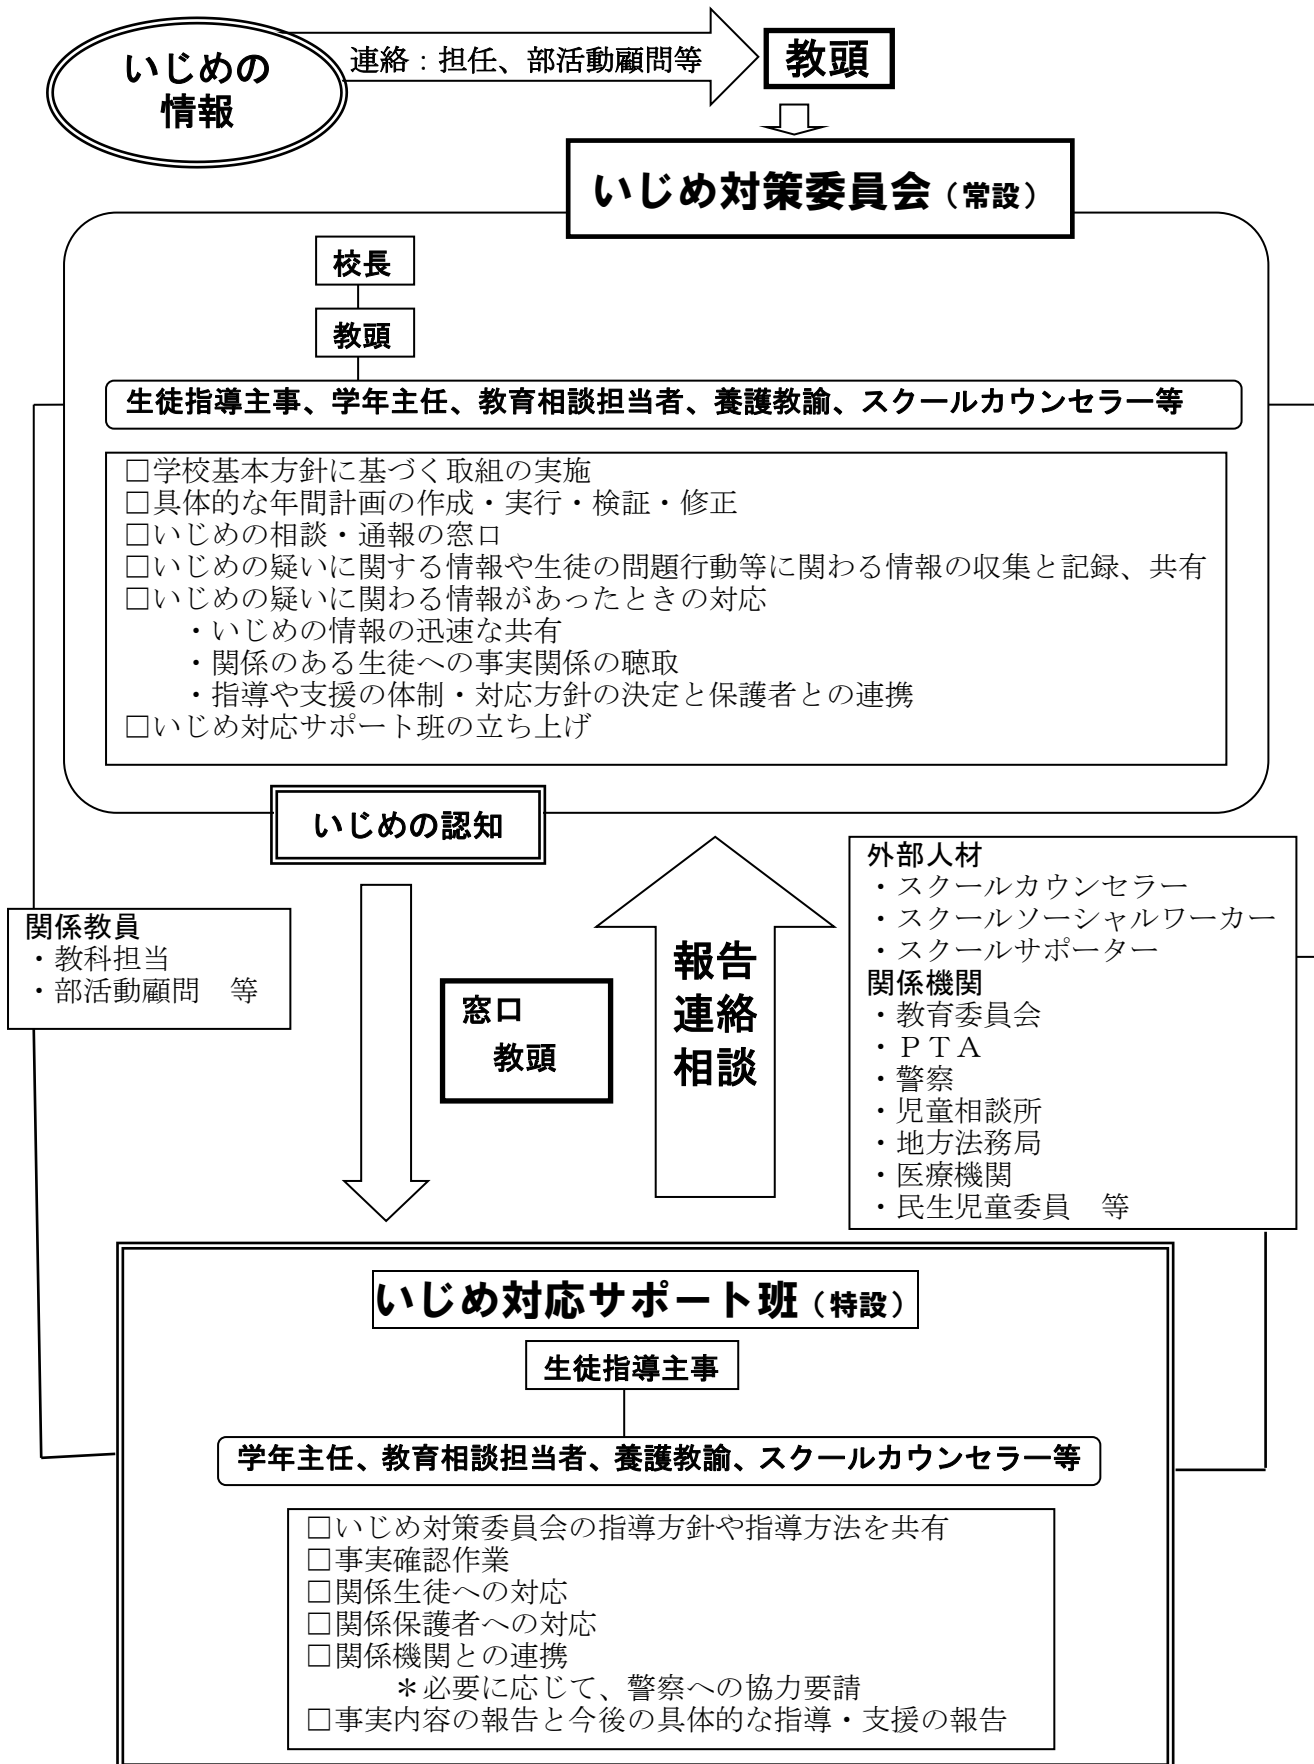 いじめの
情報
連絡：担任、部活動顧問等
教頭
いじめ対策委員会（常設）
校長
教頭
生徒指導主事、学年主任、教育相談担当者、養護教諭、スクールカウンセラー等
□学校基本方針に基づく取組の実施
□具体的な年間計画の作成・実行・検証・修正
□いじめの相談・通報の窓口
□いじめの疑いに関する情報や生徒の問題行動等に関わる情報の収集と記録、共有
□いじめの疑いに関わる情報があったときの対応
・いじめの情報の迅速な共有
・関係のある生徒への事実関係の聴取
・指導や支援の体制・対応方針の決定と保護者との連携
□いじめ対応サポート班の立ち上げ
いじめの認知
関係教員
・教科担当
・部活動顧問　等
窓口
教頭
報告
連絡
相談
外部人材
・スクールカウンセラー
・スクールソーシャルワーカー
・スクールサポーター
関係機関
・教育委員会
・ＰＴＡ
・警察
・児童相談所
・地方法務局
・医療機関
・民生児童委員　等
いじめ対応サポート班（特設）
生徒指導主事
学年主任、教育相談担当者、養護教諭、スクールカウンセラー等
□いじめ対策委員会の指導方針や指導方法を共有
□事実確認作業
□関係生徒への対応
□関係保護者への対応
□関係機関との連携
＊必要に応じて、警察への協力要請
□事実内容の報告と今後の具体的な指導・支援の報告